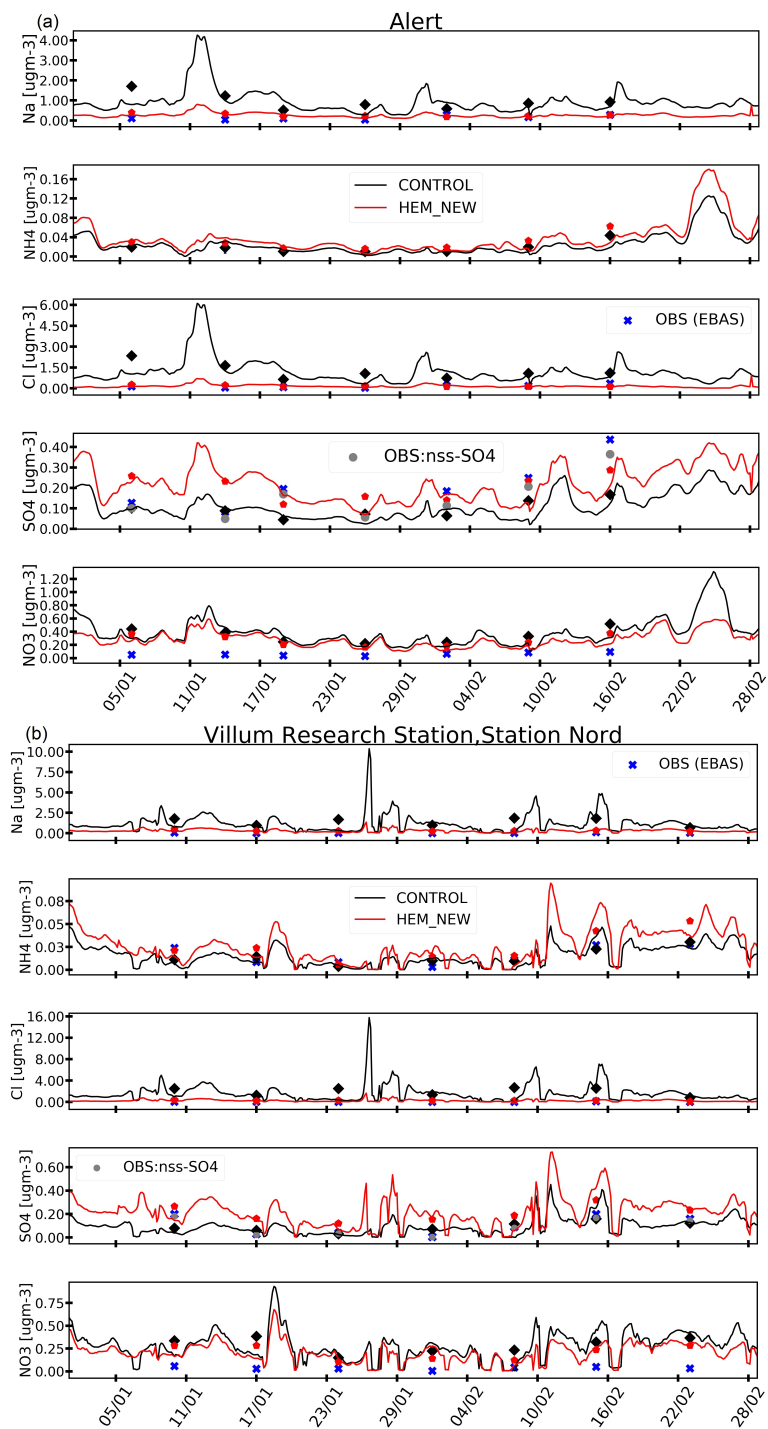 (a)
Alert
Na [ugm-3]
4.00
3.00
2.00
1.00
0.00
NH4 [ugm-3]
0.16
0.12
0.08
0.04
0.00
CONTROL
HEM_NEW
Cl [ugm-3]
6.00
4.50
3.00
1.50
0.00
OBS (EBAS)
SO4 [ugm-3]
0.40
0.30
0.20
0.10
0.00
OBS:nss-SO4
NO3 [ugm-3]
1.20
1.00
0.80
0.60
0.40
0.20
0.00
05/01 11/01 17/01 23/01 29/01 04/02 10/02 16/02 22/02 28/02
(b)
Villum Research Station,Station Nord
Na [ugm-3]
10.00
7.50
5.00
2.50
0.00
OBS (EBAS)
NH4 [ugm-3]
0.08
0.05
0.03
0.00
CONTROL
HEM_NEW
Cl [ugm-3]
16.00
12.00
8.00
4.00
0.00
SO4 [ugm-3]
0.60
0.40
0.20
0.00
OBS:nss-SO4
NO3 [ugm-3]
0.75
0.50
0.25
0.00
05/01 11/01 17/01 23/01 29/01 04/02 10/02 16/02 22/02 28/02